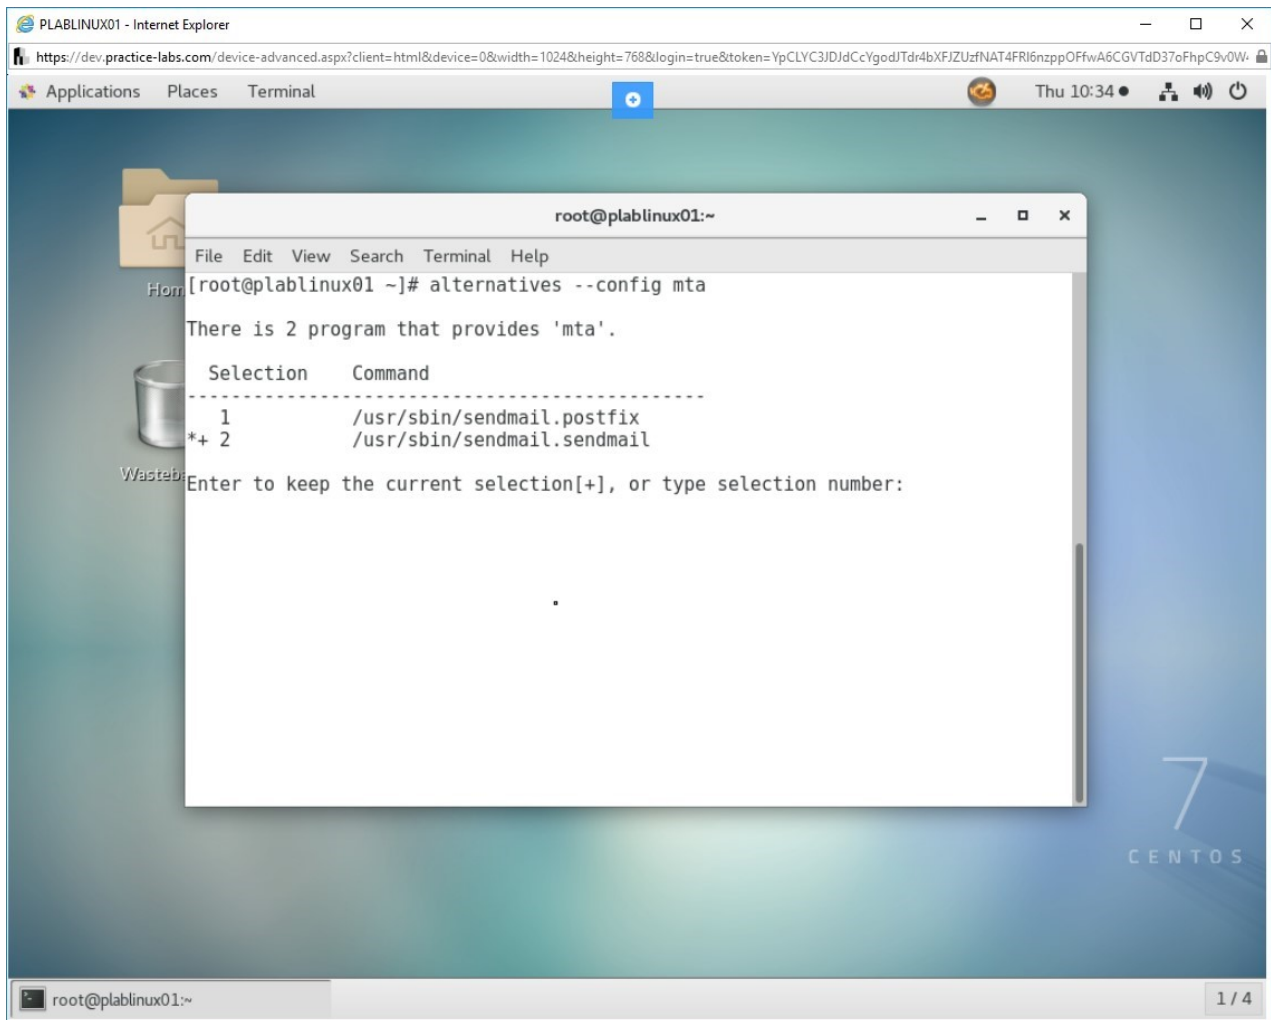 PLABLINUX01 - Internet Explorer
https://dev.practice-labs.com/device-advanced.aspx?client=html&device=0&width=1024&height=768&login=true&token=YpCLYC3JDJdCcYgodJTdr4bXFJZUzfNAT4FRl6nzppOFfwA6CGVTdD37oFhpC9v0W
Applications Places Terminal Thu 10:34
root@plablinux01:~
File Edit View Search Terminal Help
Home
[root@plablinux01 ~]# alternatives --config mta
There is 2 program that provides 'mta'.
Selection Command
-----------------------------------------------
1 /usr/sbin/sendmail.postfix
*+ 2 /usr/sbin/sendmail.sendmail
Wasteb
Enter to keep the current selection[+], or type selection number:
7
CENTOS
root@plablinux01:~
1 / 4